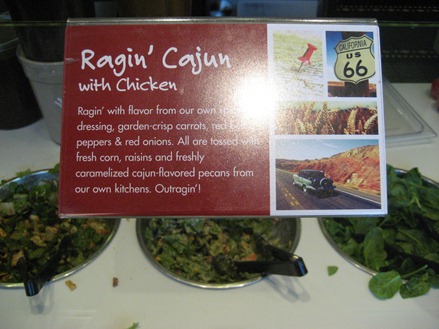 Ragin' Cajun
with Chicken
Ragin' with flavor from our own
dressing, garden-crisp carrots, red
peppers & red onions. All are tossed with
fresh corn, raisins and freshly
caramelized cajun-flavored pecans from
our own kitchens. Outragin'!
CALIFORNIA
US
66